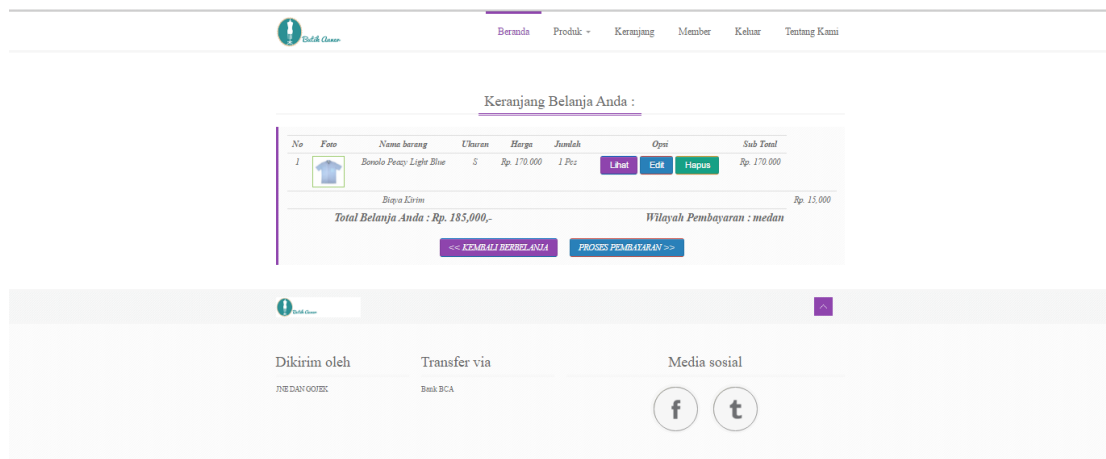 Butik Anner
Beranda Produk Keranjang Member Keluar Tentang Kami
Keranjang Belanja Anda :
No Foto Nama barang Ukuran Harga Jumlah Opsi Sub Total
1 Bonolo Peazy Light Blue S Rp. 170.000 1 Pcs Lihat Edit Hapus Rp. 170.000
Biaya Kirim Rp. 15,000
Total Belanja Anda : Rp. 185,000,- Wilayah Pembayaran : medan
<< KEMBALI BERBELANJA PROSES PEMBAYARAN >>
Butik Anner
Dikirim oleh Transfer via Media sosial
JNE DAN GOJEK Bank BCA
f t